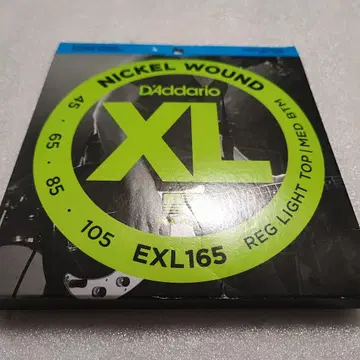 NICKEL WOUND
D'Addario
XL
45 • 65 • 85 • 105
EXL165
REG LIGHT TOP/MED BTM